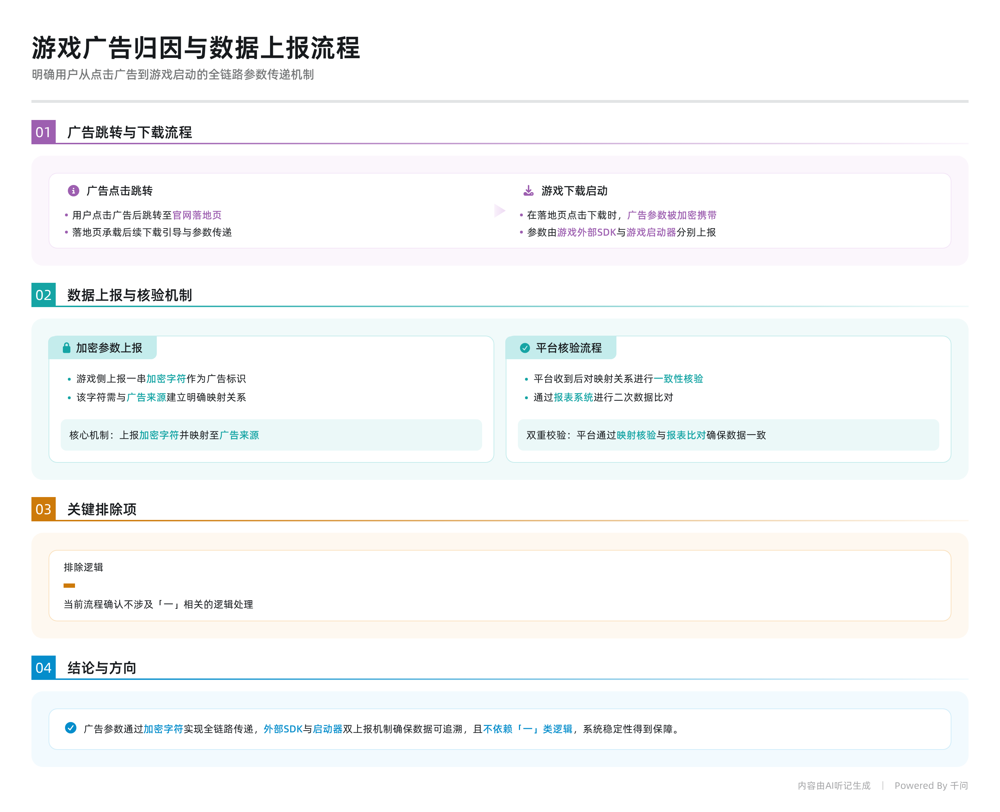 游戏广告归因与数据上报流程
明确用户从点击广告到游戏启动的全链路参数传递机制
01 广告跳转与下载流程
广告点击跳转
用户点击广告后跳转至官网落地页
落地页承载后续下载引导与参数传递
游戏下载启动
在落地页点击下载时，广告参数被加密携带
参数由游戏外部SDK与游戏启动器分别上报
02 数据上报与核验机制
加密参数上报
游戏侧上报一串加密字符作为广告标识
该字符需与广告来源建立明确映射关系
核心机制：上报加密字符并映射至广告来源
平台核验流程
平台收到后对映射关系进行一致性核验
通过报表系统进行二次数据比对
双重校验：平台通过映射核验与报表比对确保数据一致
03 关键排除项
排除逻辑
当前流程确认不涉及「一」相关的逻辑处理
04 结论与方向
广告参数通过加密字符实现全链路传递，外部SDK与启动器双上报机制确保数据可追溯，且不依赖「一」类逻辑，系统稳定性得到保障。
内容由AI听记生成 | Powered By 千问